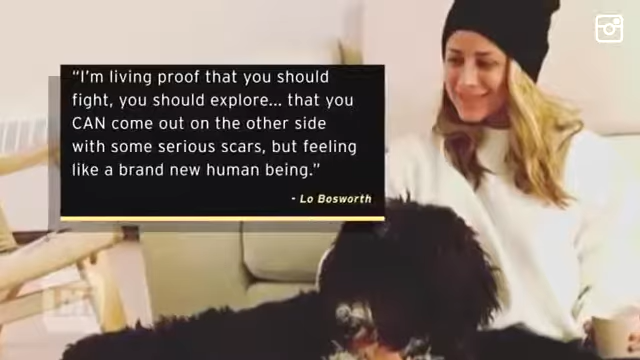 “I’m living proof that you should
fight, you should explore... that you
CAN come out on the other side
with some serious scars, but feeling
like a brand new human being.”
- Lo Bosworth
ET